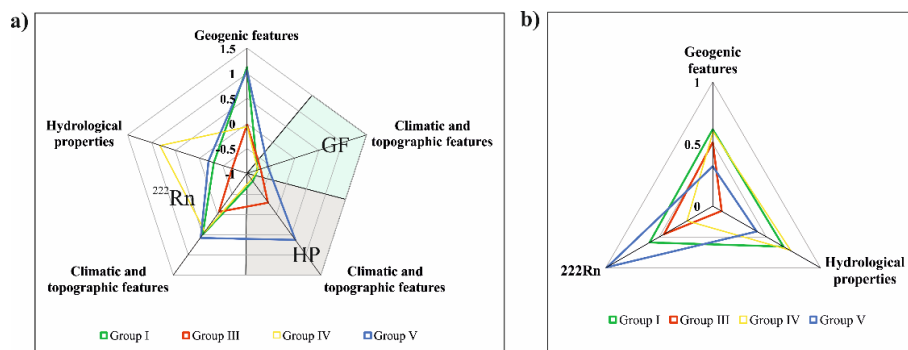 a)
Geogenic features
1.5
1
0.5
0
-0.5
-1
Hydrological
properties
Climatic and
topographic features
GF
222Rn
HP
Climatic and
topographic features
Climatic and
topographic features
Group I
Group III
Group IV
Group V
b)
Geogenic
features
1
0.5
0
222Rn
Hydrological
properties
Group I
Group III
Group IV
Group V